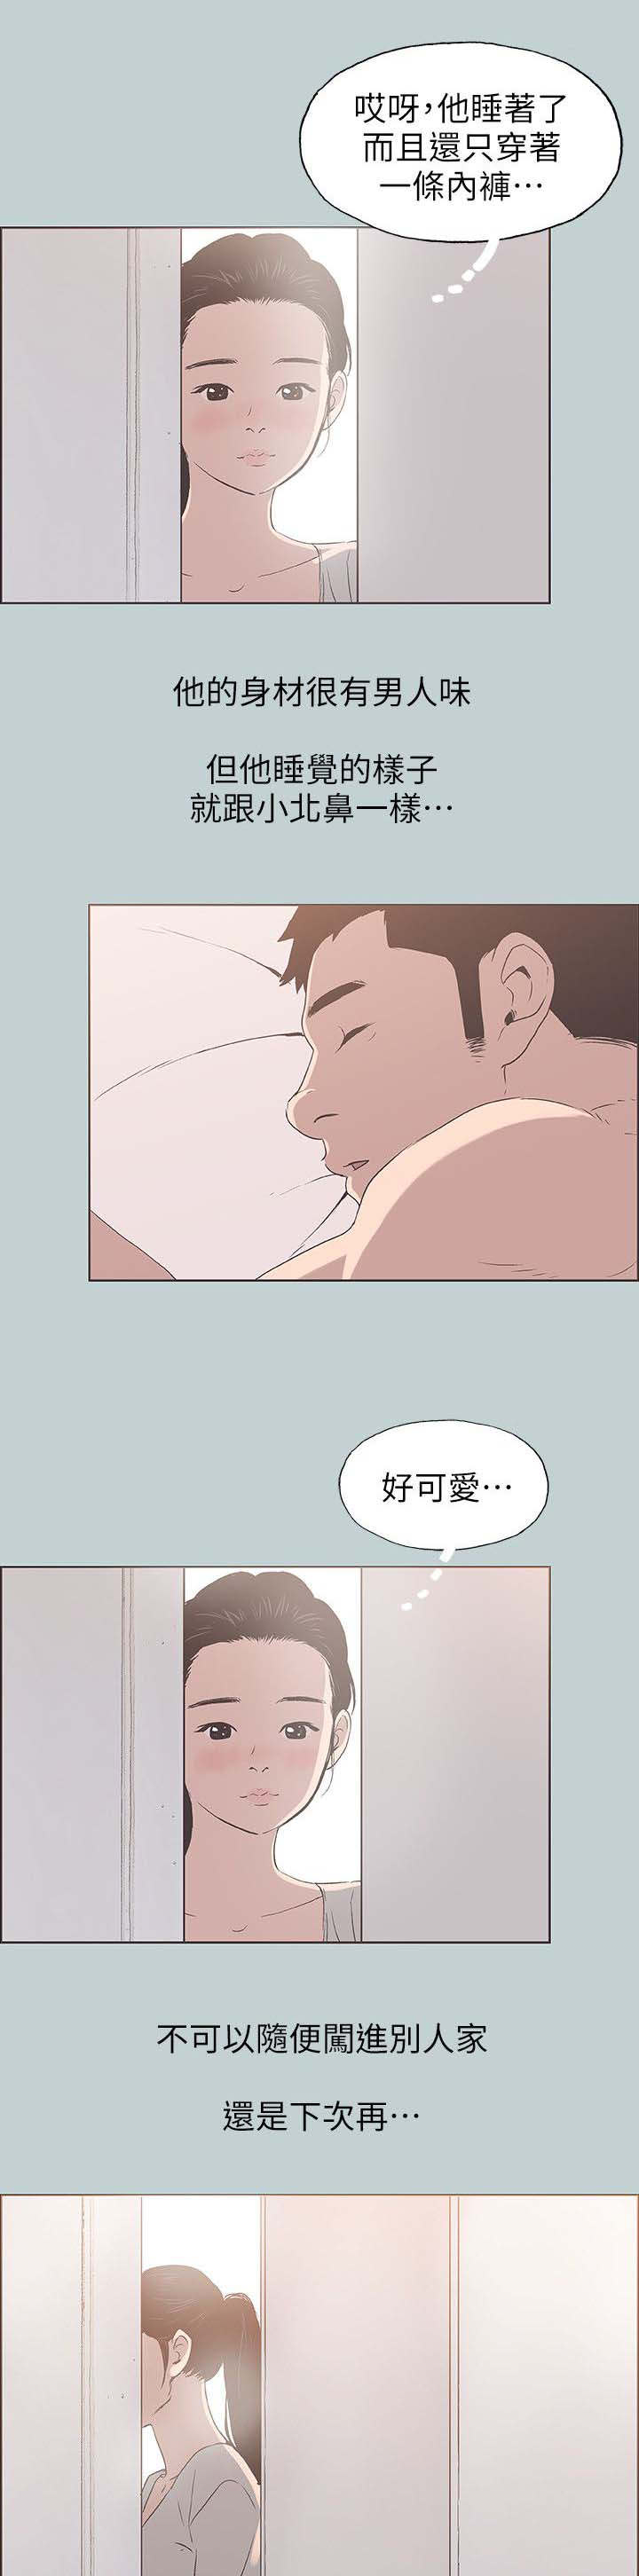 哎呀，他睡著了
而且還只穿著
一條內褲…
他的身材很有男人味
但他睡覺的樣子
就跟小北鼻一樣…
好可愛…
不可以隨便闖進別人家
還是下次再…